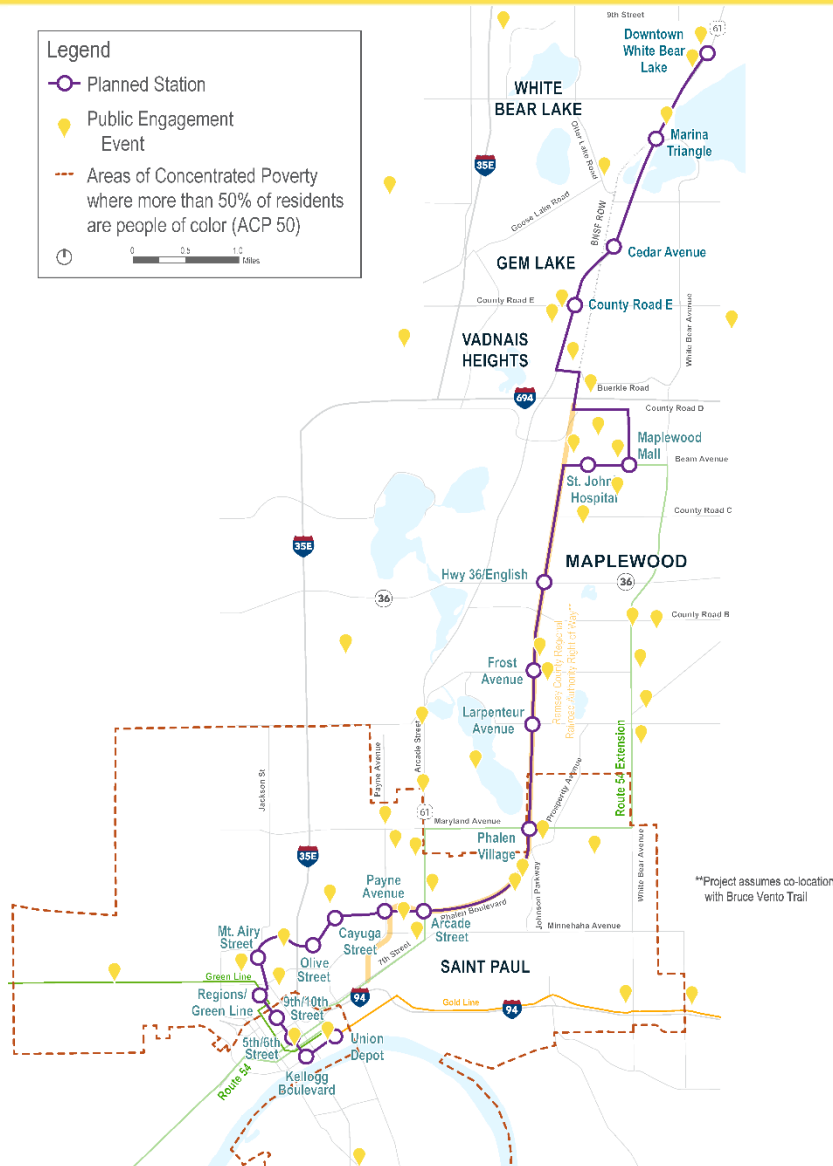 Legend
Planned Station
Public Engagement
Event
Areas of Concentrated Poverty
where more than 50% of residents
are people of color (ACP 50)
0 0.5 1.0
Miles
9th Street
61
Downtown
White Bear
Lake
WHITE
BEAR LAKE
Otter Lake Road
Marina
Triangle
35E
Goose Lake Road
BNSF ROW
Cedar Avenue
GEM LAKE
County Road E
County Road E
White Bear Avenue
VADNAIS
HEIGHTS
Buerkle Road
694
County Road D
Maplewood
Mall
Beam Avenue
St. John
Hospital
County Road C
35E
MAPLEWOOD
Hwy 36/English
36
36
County Road B
Ramsey County Regional
Railroad Authority Right of Way**
Frost
Avenue
Larpenteur
Avenue
Arcade Street
Payne Avenue
Jackson St
Route 54 Extension
Prosperity Avenue
61
Maryland Avenue
Phalen
Village
35E
White Bear Avenue
Johnson Parkway
**Project assumes co-location
with Bruce Vento Trail
Payne
Avenue
Phalen Boulevard
Arcade
Street
Minnehaha Avenue
Mt. Airy
Street
Cayuga
Street
7th Street
Olive
Street
SAINT PAUL
Green Line
Regions/
Green Line
9th/10th
Street
94
Gold Line
94
5th/6th
Street
Union
Depot
Kellogg
Boulevard
Route 54